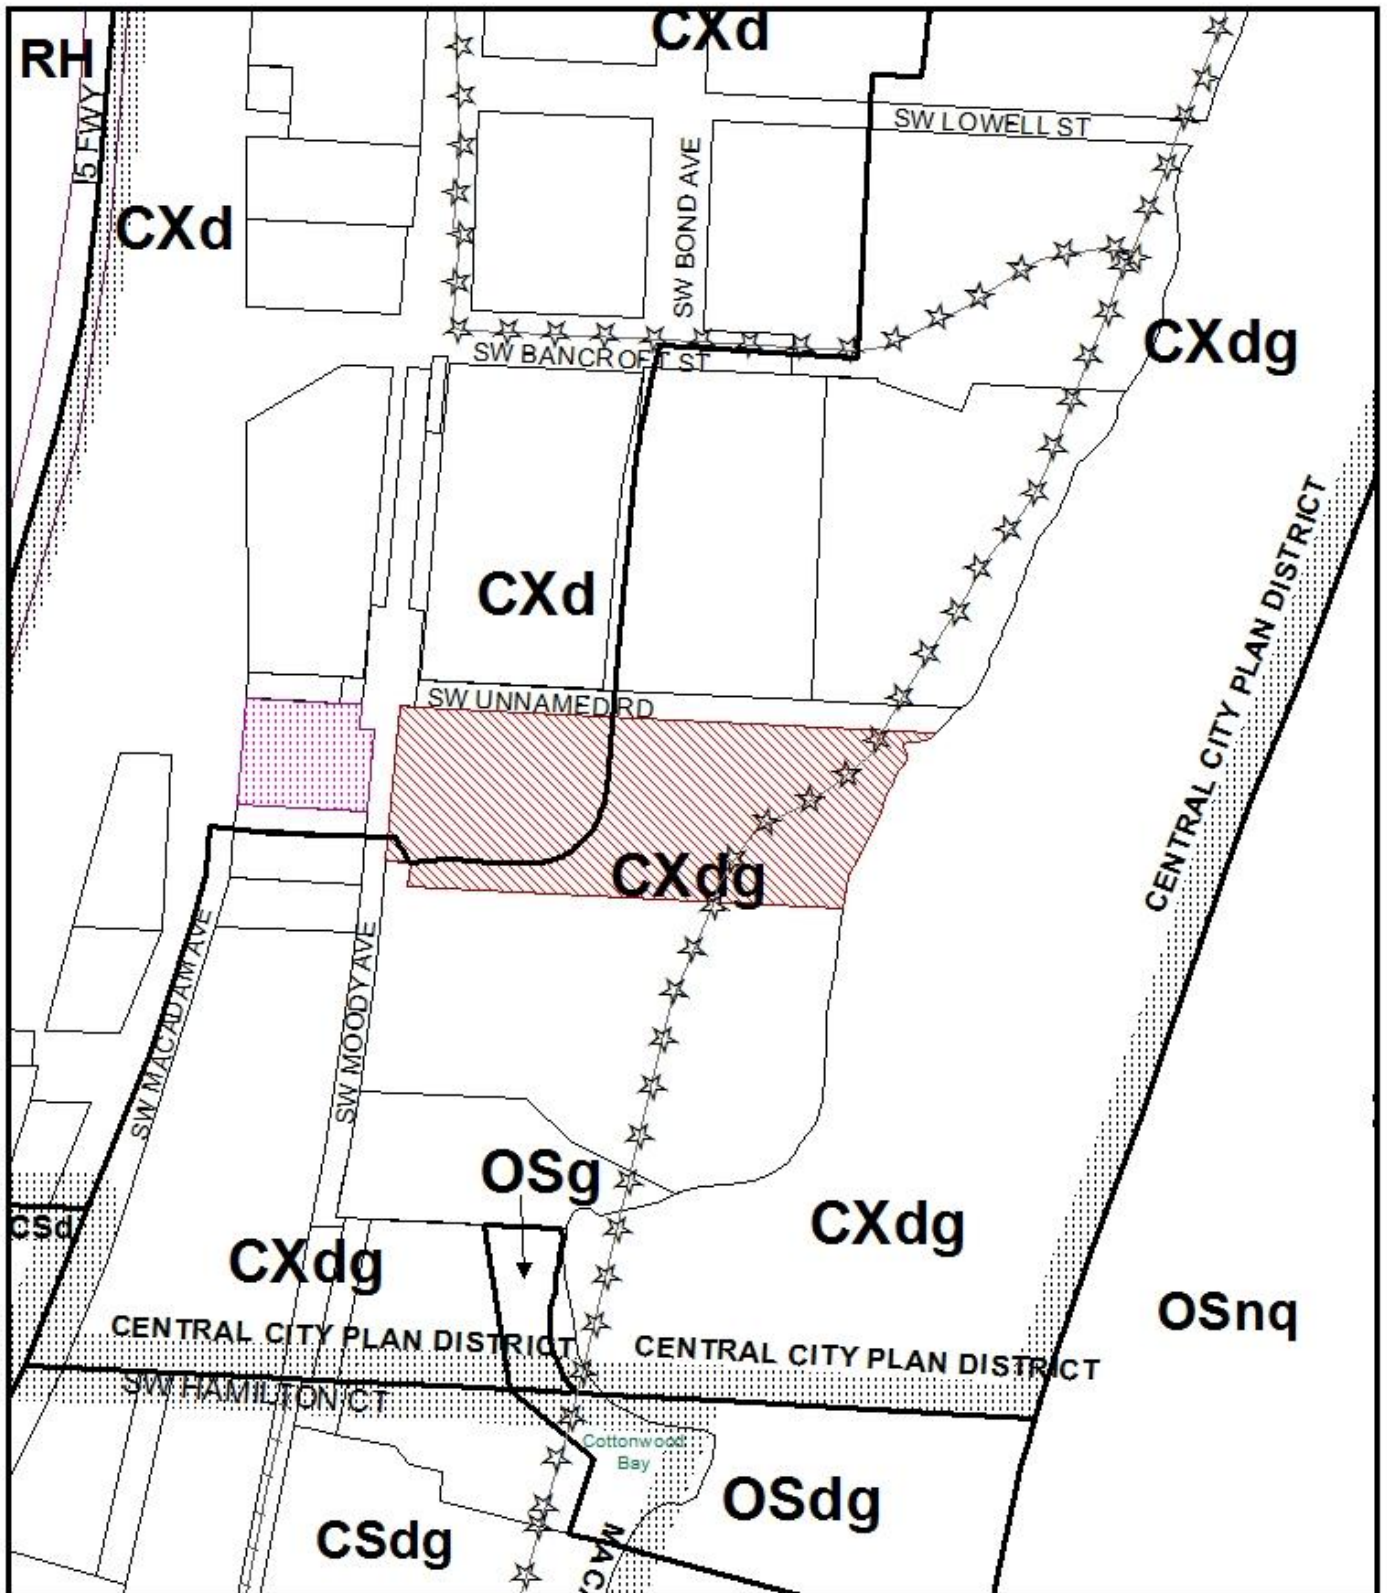 CXd
RH
I5 FWY
SW LOWELL ST
SW BOND AVE
CXd
CXdg
SW BANCROFT ST
CXd
CENTRAL CITY PLAN DISTRICT
SW UNNAMED RD
CXdg
SW MACADAM AVE
SW MOODY AVE
OSg
CSd
CXdg
CXdg
OSnq
CENTRAL CITY PLAN DISTRICT
CENTRAL CITY PLAN DISTRICT
SW HAMILTON CT
Cottonwood
Bay
OSdg
CSdg